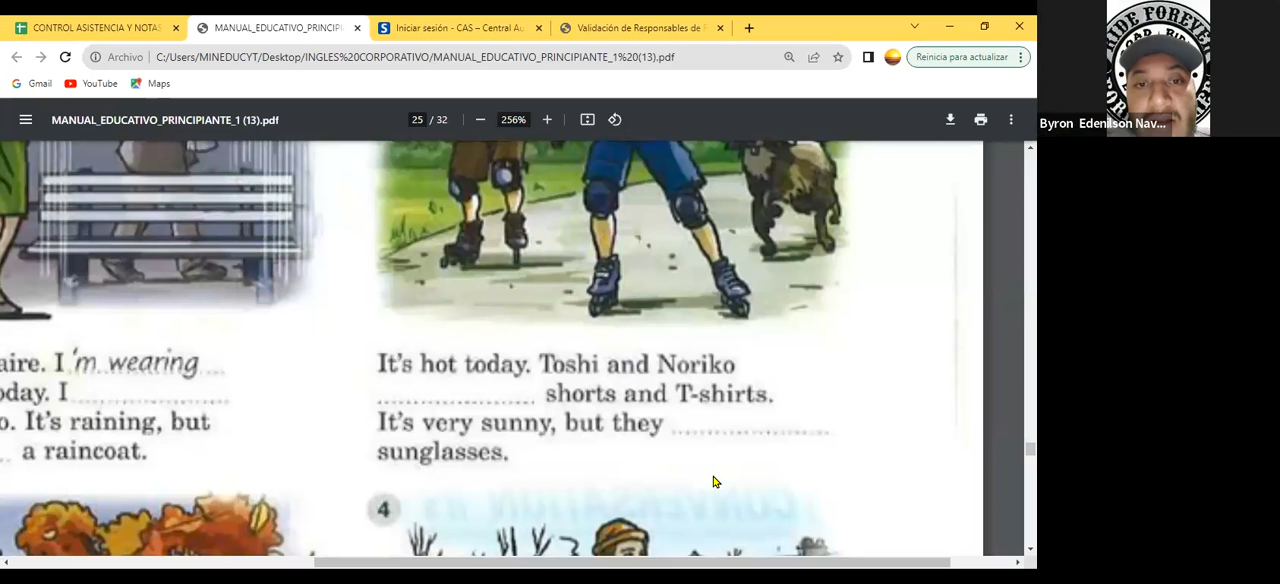 CONTROL ASISTENCIA Y NOTAS
MANUAL_EDUCATIVO_PRINCIPI
Iniciar sesión - CAS – Central Au
Validación de Responsables de
Archivo
C:/Users/MINEDUCYT/Desktop/INGLES%20CORPORATIVO/MANUAL_EDUCATIVO_PRINCIPIANTE_1%20(13).pdf
Reinicia para actualizar
Gmail
YouTube
Maps
MANUAL_EDUCATIVO_PRINCIPIANTE_1 (13).pdf
25 / 32
256%
RIDE FOREVER
Byron Edenilson Nav...
aire. I 'm wearing
oday. I
o. It's raining, but
a raincoat.
It's hot today. Toshi and Noriko
shorts and T-shirts.
It's very sunny, but they
sunglasses.
4